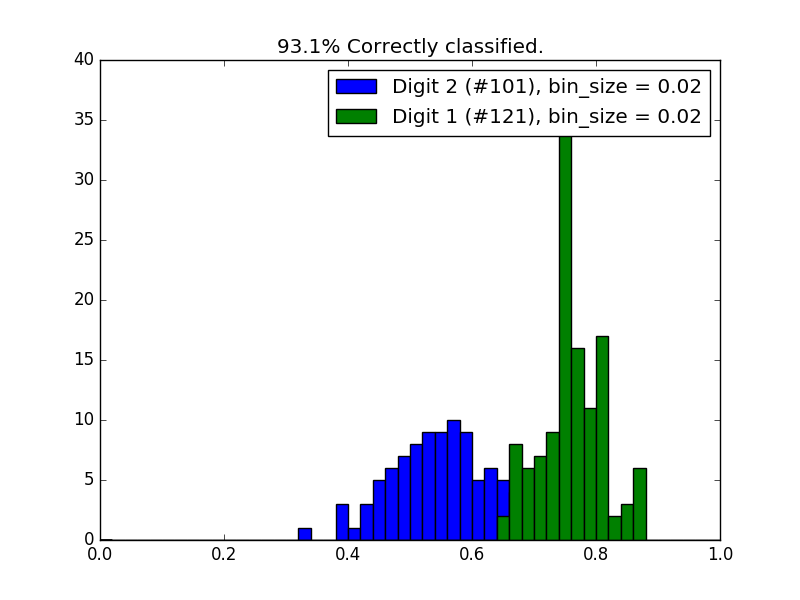 93.1% Correctly classified.
40
Digit 2 (#101), bin_size = 0.02
35
Digit 1 (#121), bin_size = 0.02
30
25
20
15
10
5
0
0.0 0.2 0.4 0.6 0.8 1.0